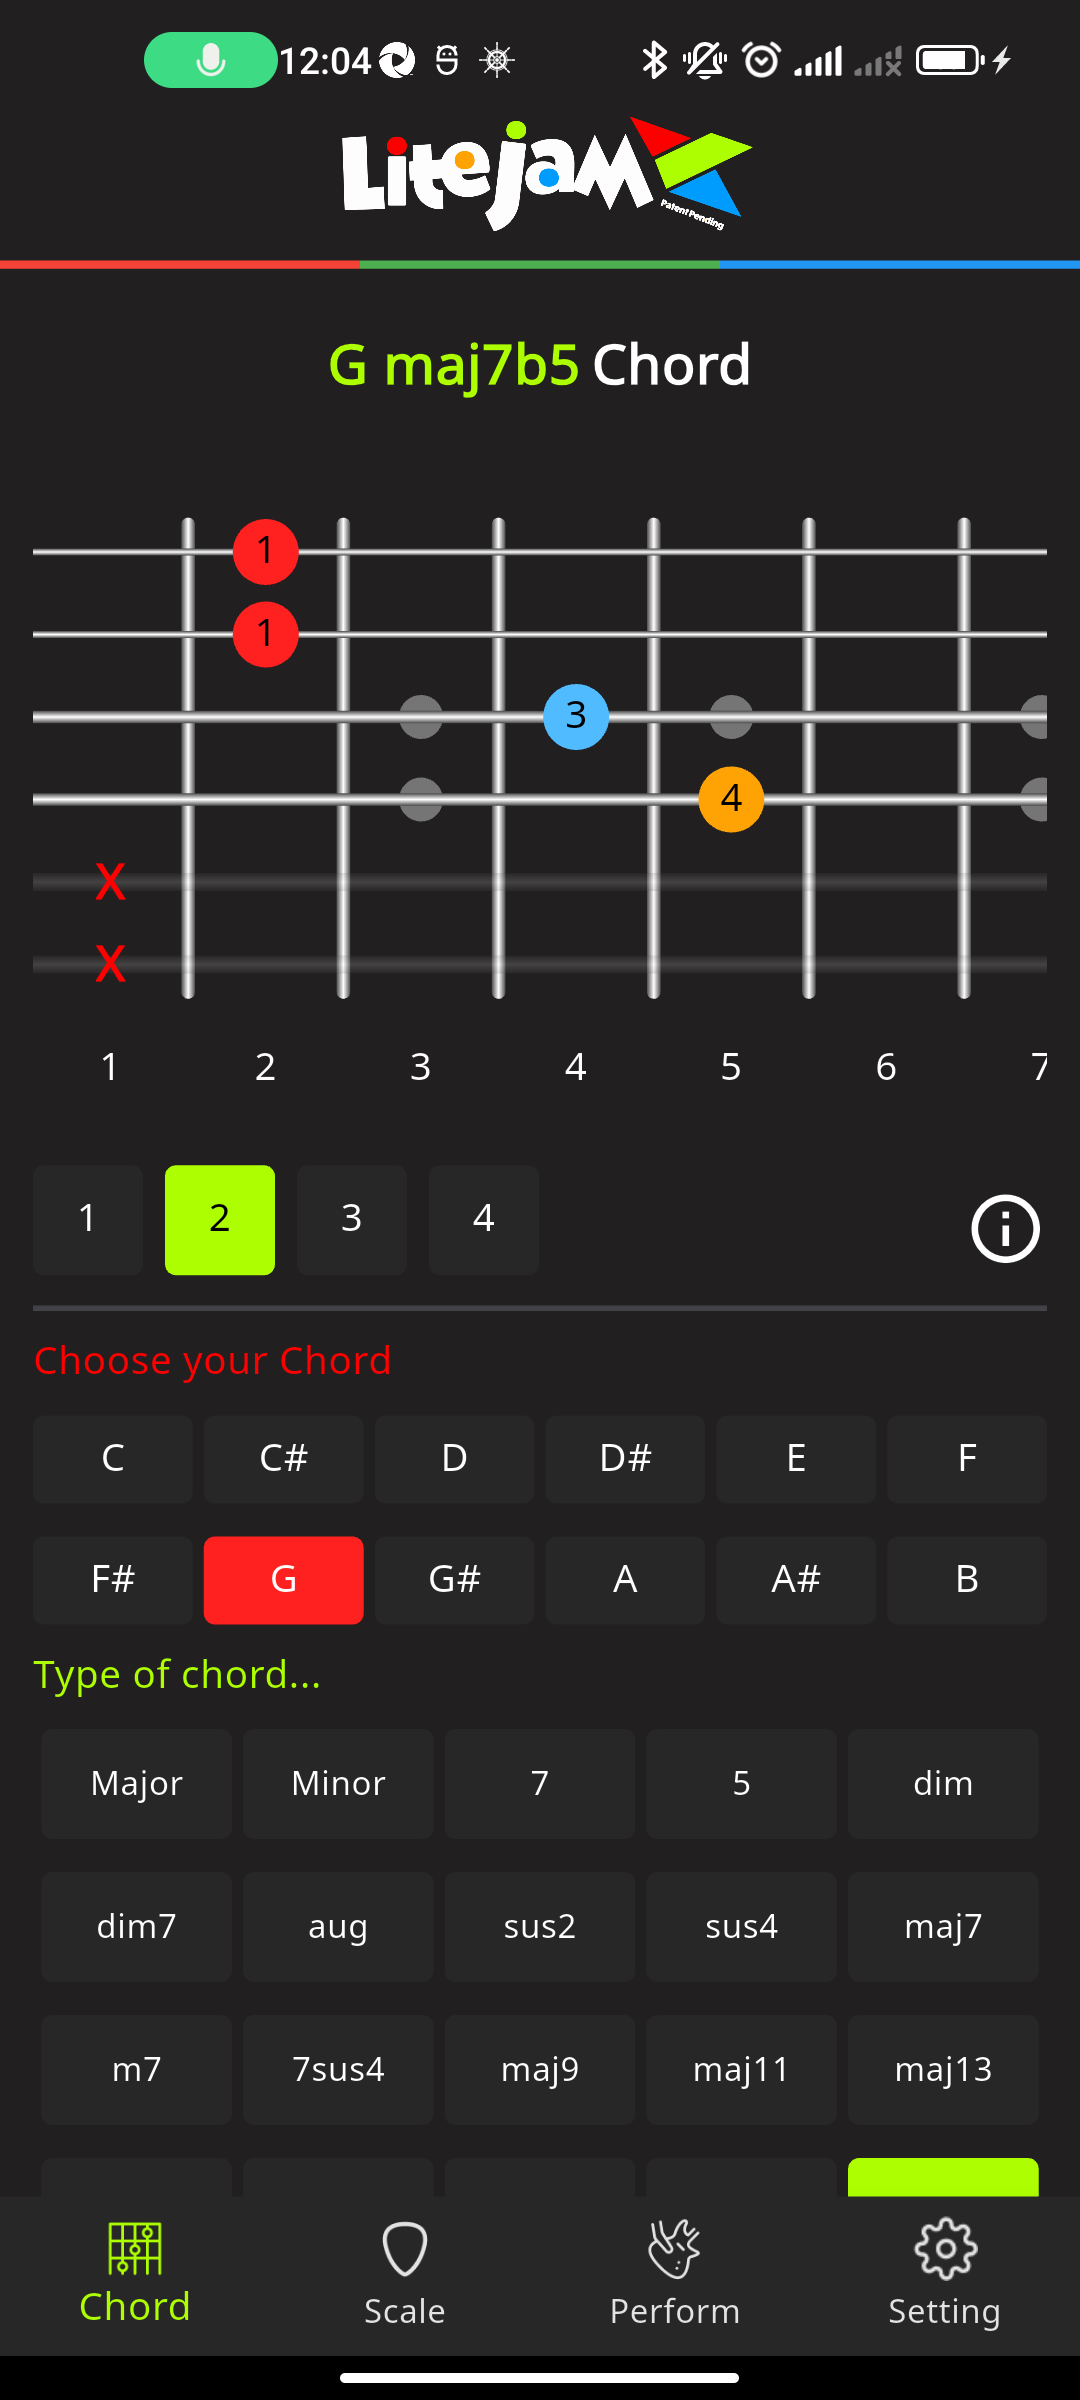 12:04
LiteJam
Patent Pending
G maj7b5 Chord
1
1
3
4
X
X
1 2 3 4 5 6 7
1 2 3 4
Choose your Chord
C C# D D# E F
F# G G# A A# B
Type of chord...
Major Minor 7 5 dim
dim7 aug sus2 sus4 maj7
m7 7sus4 maj9 maj11 maj13
Chord Scale Perform Setting